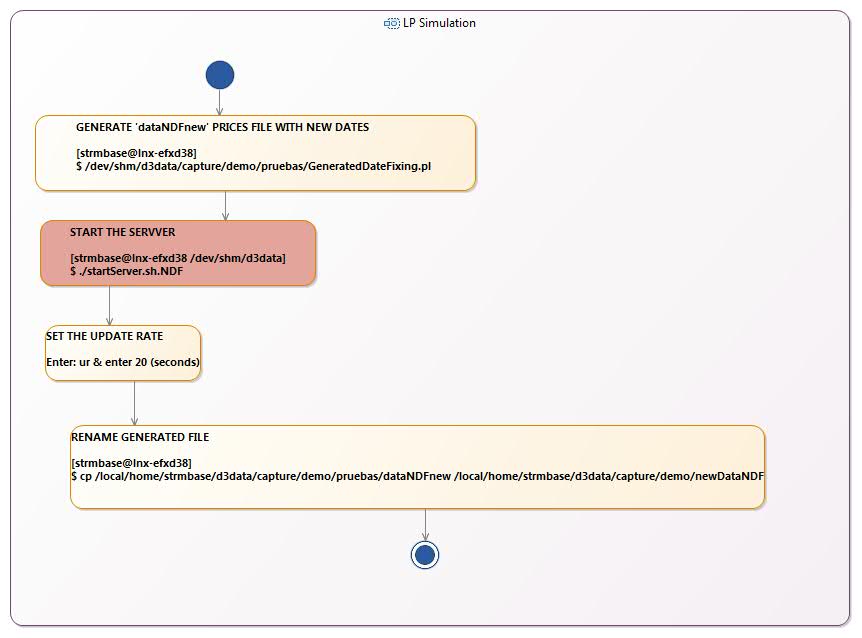 LP Simulation
GENERATE 'dataNDFnew' PRICES FILE WITH NEW DATES
[strmbase@lnx-efxd38]
$ /dev/shm/d3data/capture/demo/pruebas/GeneratedDateFixing.pl
START THE SERVVER
[strmbase@lnx-efxd38 /dev/shm/d3data]
$ ./startServer.sh.NDF
SET THE UPDATE RATE
Enter: ur & enter 20 (seconds)
RENAME GENERATED FILE
[strmbase@lnx-efxd38]
$ cp /local/home/strmbase/d3data/capture/demo/pruebas/dataNDFnew /local/home/strmbase/d3data/capture/demo/newDataNDF